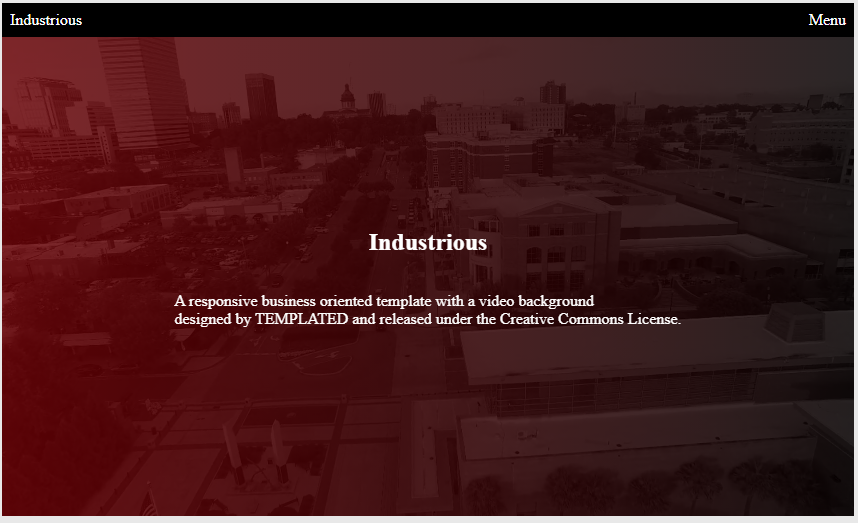 Industrious
Menu
Industrious
A responsive business oriented template with a video background
designed by TEMPLATED and released under the Creative Commons License.